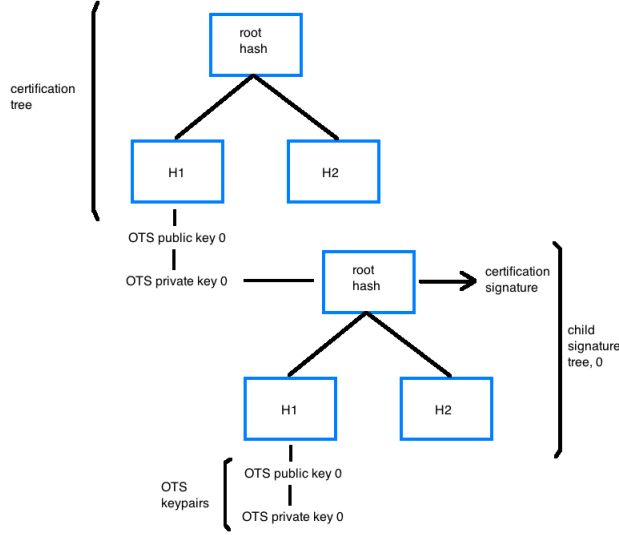 root
hash
certification
tree
H1
H2
OTS public key 0
OTS private key 0
root
hash
certification
signature
child
signature
tree, 0
H1
H2
OTS public key 0
OTS
keypairs
OTS private key 0